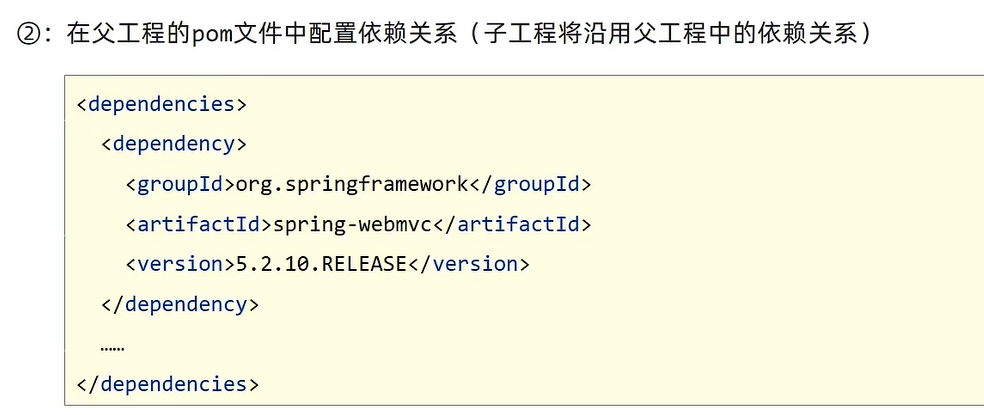 ②：在父工程的pom文件中配置依赖关系（子工程将沿用父工程中的依赖关系）
<dependencies>
<dependency>
<groupId>org.springframework</groupId>
<artifactId>spring-webmvc</artifactId>
<version>5.2.10.RELEASE</version>
</dependency>
……
</dependencies>